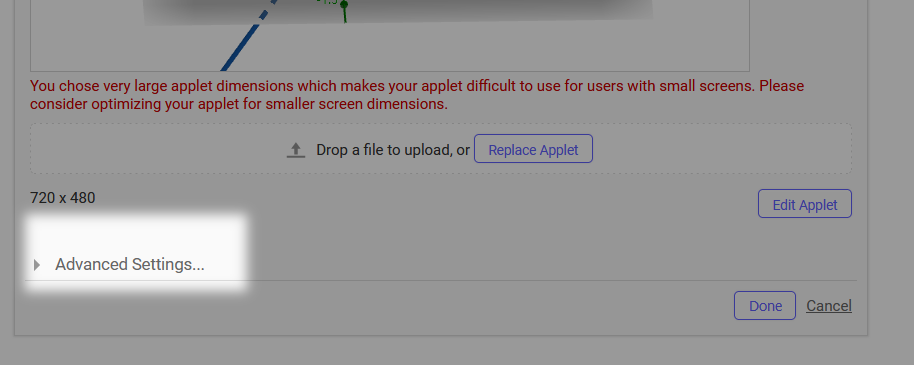 You chose very large applet dimensions which makes your applet difficult to use for users with small screens. Please
consider optimizing your applet for smaller screen dimensions.
Drop a file to upload, or Replace Applet
720 x 480
Edit Applet
Advanced Settings...
Done Cancel